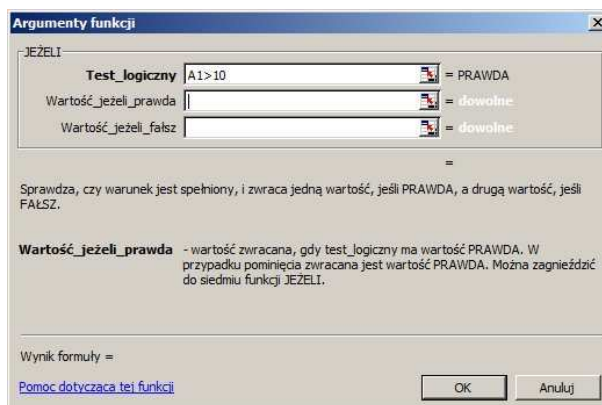 Argumenty funkcji
JEŻELI
Test_logiczny A1>10 = PRAWDA
Wartość_jeżeli_prawda = dowolne
Wartość_jeżeli_fałsz = dowolne
=
Sprawdza, czy warunek jest spełniony, i zwraca jedną wartość, jeśli PRAWDA, a drugą wartość, jeśli
FAŁSZ.
Wartość_jeżeli_prawda - wartość zwracana, gdy test_logiczny ma wartość PRAWDA. W
przypadku pominięcia zwracana jest wartość PRAWDA. Można zagnieździć
do siedmiu funkcji JEŻELI.
Wynik formuły =
Pomoc dotycząca tej funkcji
OK Anuluj